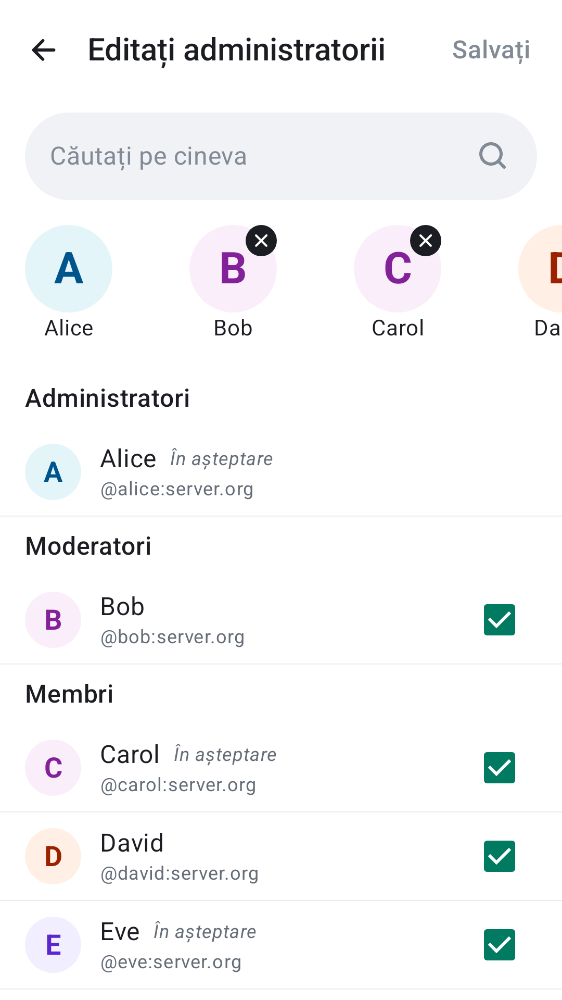 Editați administratorii
Salvați
Căutați pe cineva
A
B
C
D
Alice
Bob
Carol
Da
Administratori
A
Alice În așteptare
@alice:server.org
Moderatori
B
Bob
@bob:server.org
Membri
C
Carol În așteptare
@carol:server.org
D
David
@david:server.org
E
Eve În așteptare
@eve:server.org